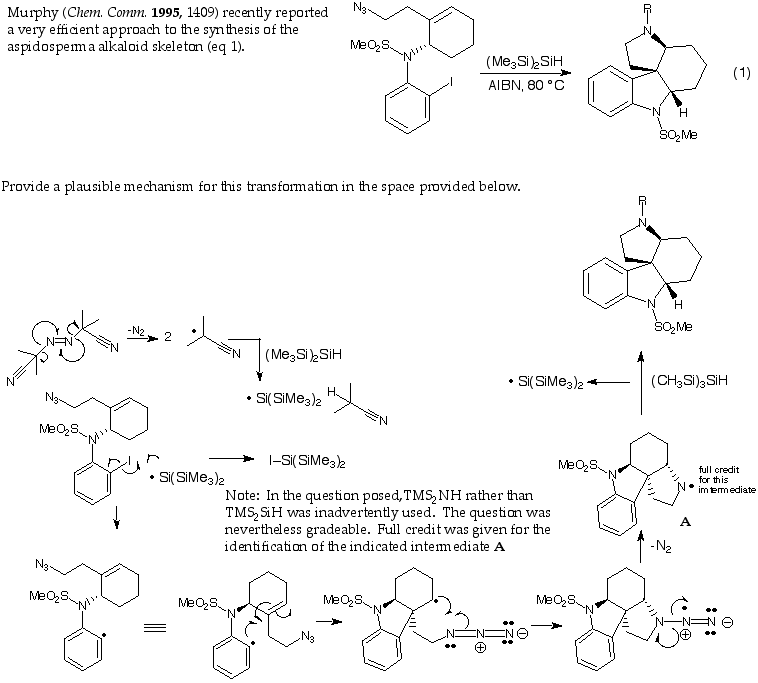 Murphy (Chem. Comm. 1995, 1409) recently reported
a very efficient approach to the synthesis of the
aspidosperma alkaloid skeleton (eq 1).
N3
MeO2S
N
I
(Me3Si)2SiH
AIBN, 80 °C
R
N
N
H
SO2Me
(1)
Provide a plausible mechanism for this transformation in the space provided below.
R
N
N
H
SO2Me
N=N
N
N
-N2
2
N
(Me3Si)2SiH
• Si(SiMe3)2
H
N
• Si(SiMe3)2
(CH3Si)3SiH
N3
MeO2S
N
I
• Si(SiMe3)2
I–Si(SiMe3)2
Note: In the question posed, TMS2NH rather than
TMS2SiH was inadvertently used. The question was
nevertheless gradeable. Full credit was given for the
identification of the indicated intermediate A
MeO2S
N
N•
full credit
for this
imtermediate
A
-N2
N3
MeO2S
N
MeO2S
N
N3
MeO2S
N
N=N=N ⊖
⊕
MeO2S
N
N–N=N ⊖
⊕